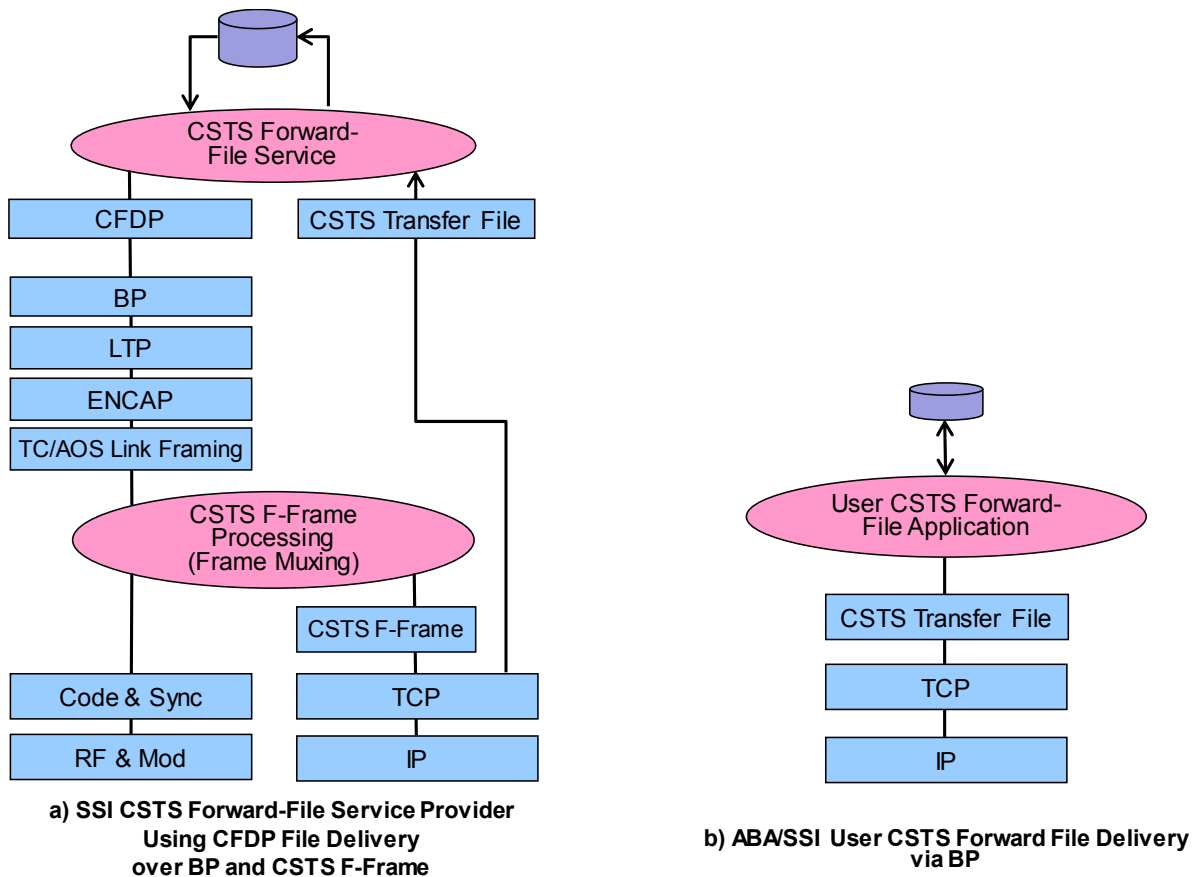 CSTS Forward-
File Service
CFDP
CSTS Transfer File
BP
LTP
ENCAP
TC/AOS Link Framing
CSTS F-Frame
Processing
(Frame Muxing)
CSTS F-Frame
Code & Sync
TCP
RF & Mod
IP
a) SSI CSTS Forward-File Service Provider
Using CFDP File Delivery
over BP and CSTS F-Frame
User CSTS Forward-
File Application
CSTS Transfer File
TCP
IP
b) ABA/SSI User CSTS Forward File Delivery
via BP